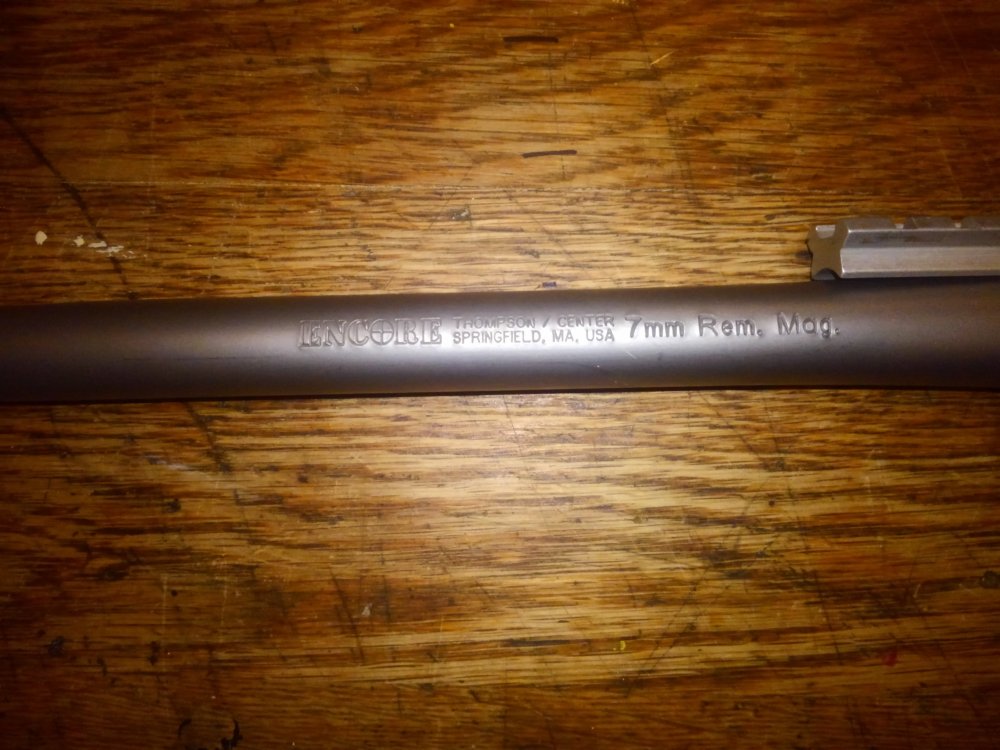 ENCORE
THOMPSON / CENTER
SPRINGFIELD, MA, USA
7mm Rem. Mag.